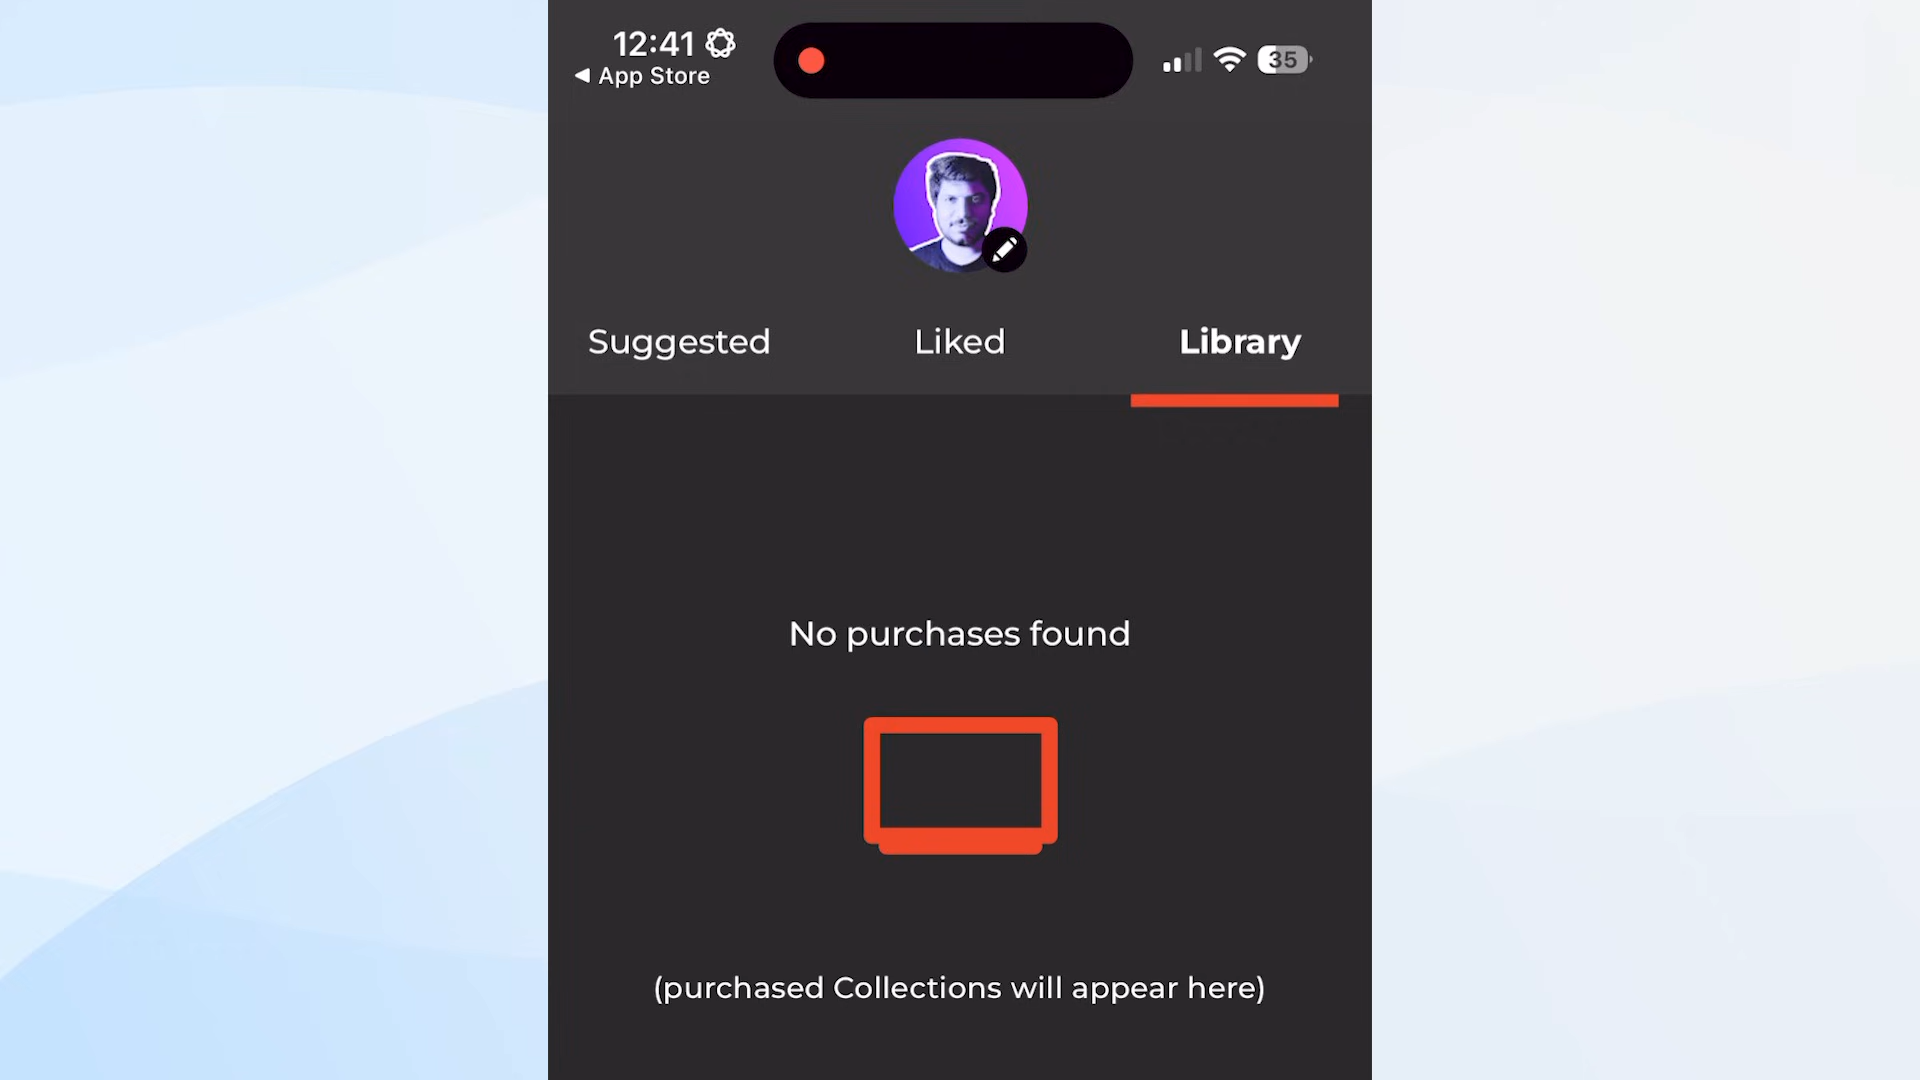 12:41
◀ App Store
35
Suggested
Liked
Library
No purchases found
(purchased Collections will appear here)